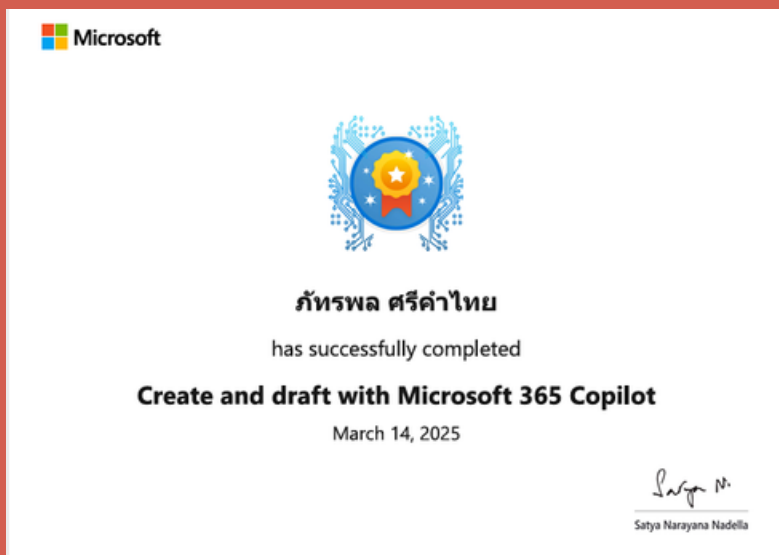 Microsoft
ภัทรพล ศรีคำไทย
has successfully completed
Create and draft with Microsoft 365 Copilot
March 14, 2025
Satya N.
Satya Narayana Nadella